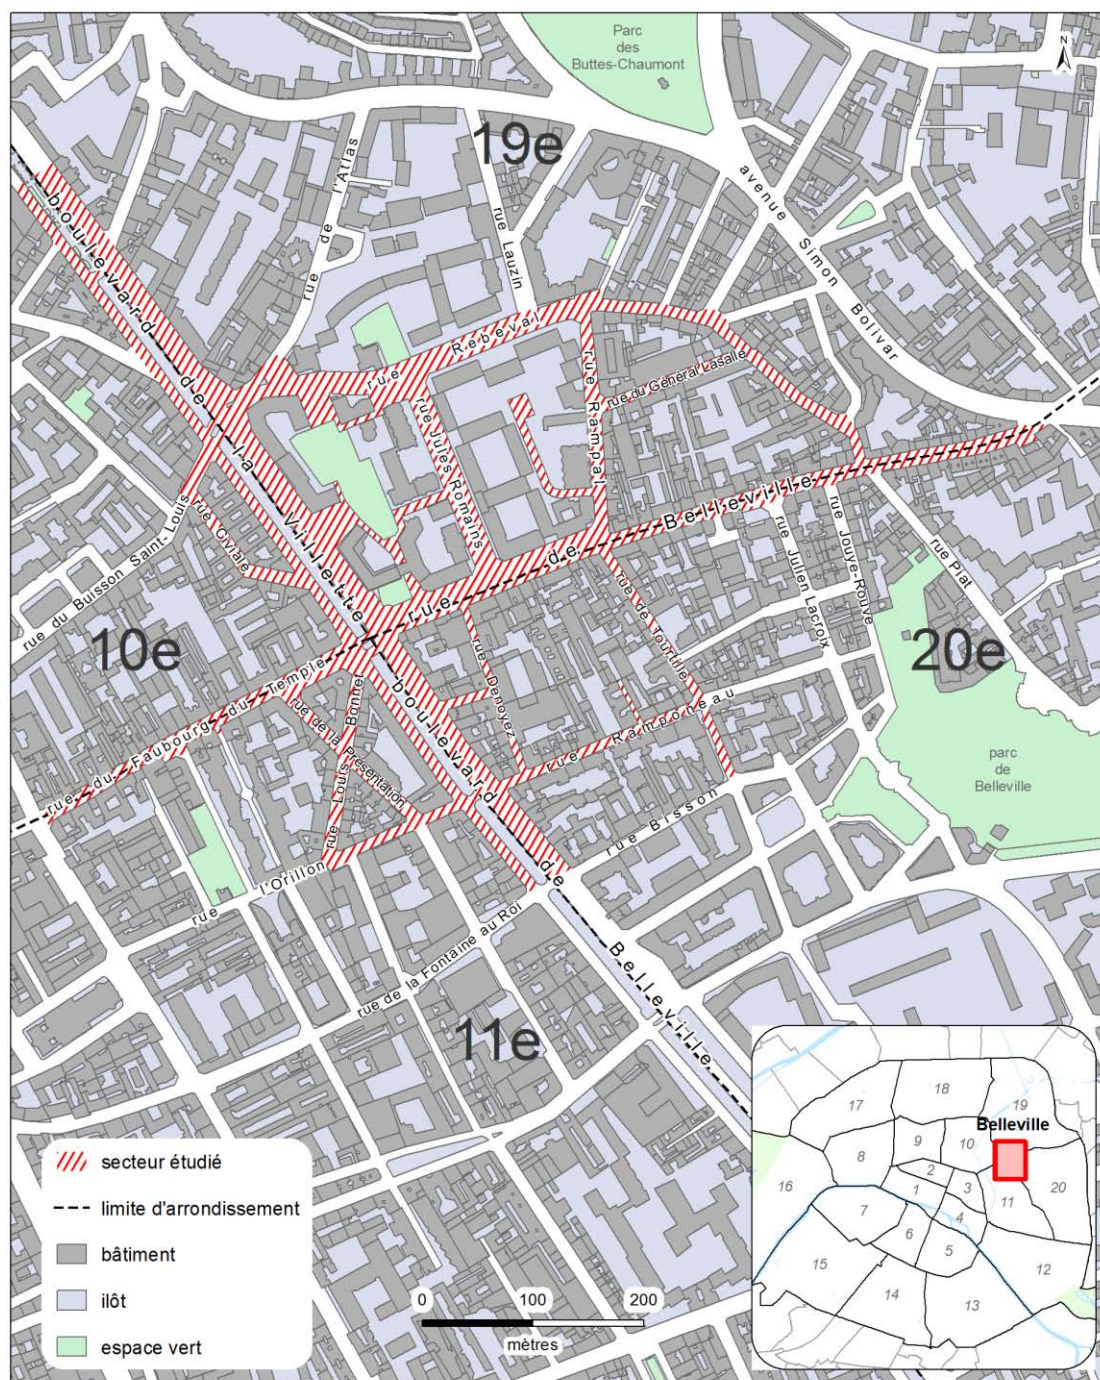 Parc
des
Buttes-Chaumont
N
19e
rue de l'Atlas
rue Lauzin
avenue Simon Bolivar
boulevard de la Villette
rue Rebeval
rue Rampal
rue du Général Lasalle
rue Jules Romains
rue de Belleville
rue du Buisson Saint-Louis
rue Civiale
rue Julien Lacroix
rue Jouye-Rouve
rue Piat
10e
20e
rue du Faubourg du Temple
rue Denoyez
rue de Tourtille
rue Ramponeau
rue de la Présentation
rue Louis Bonnet
boulevard de Belleville
parc
de
Belleville
rue Bisson
rue l'Orillon
rue de la Fontaine au Roi
11e
secteur étudié
limite d'arrondissement
bâtiment
ilôt
espace vert
0 100 200
mètres
Belleville
17
18
19
9
10
8
2
3
16
1
11
20
7
4
6
5
15
12
14
13